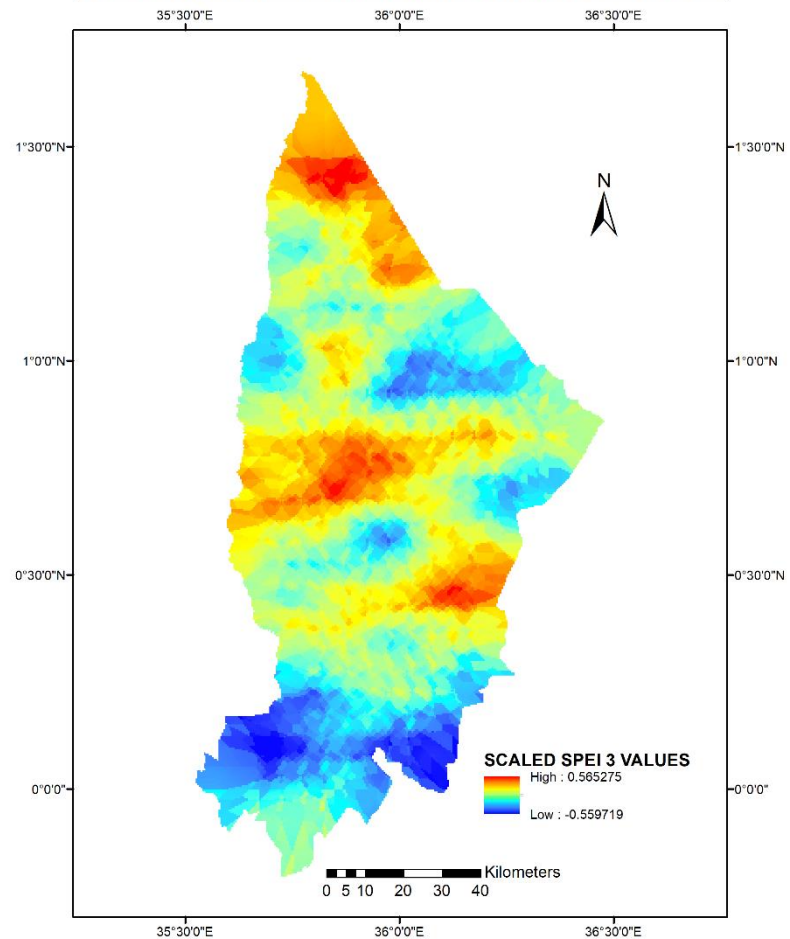 35°30'0"E 36°0'0"E 36°30'0"E
1°30'0"N 1°30'0"N
N
1°0'0"N 1°0'0"N
0°30'0"N 0°30'0"N
SCALED SPEI 3 VALUES
High : 0.565275
0°0'0" 0°0'0"
Low : -0.559719
Kilometers
0 5 10 20 30 40
35°30'0"E 36°0'0"E 36°30'0"E